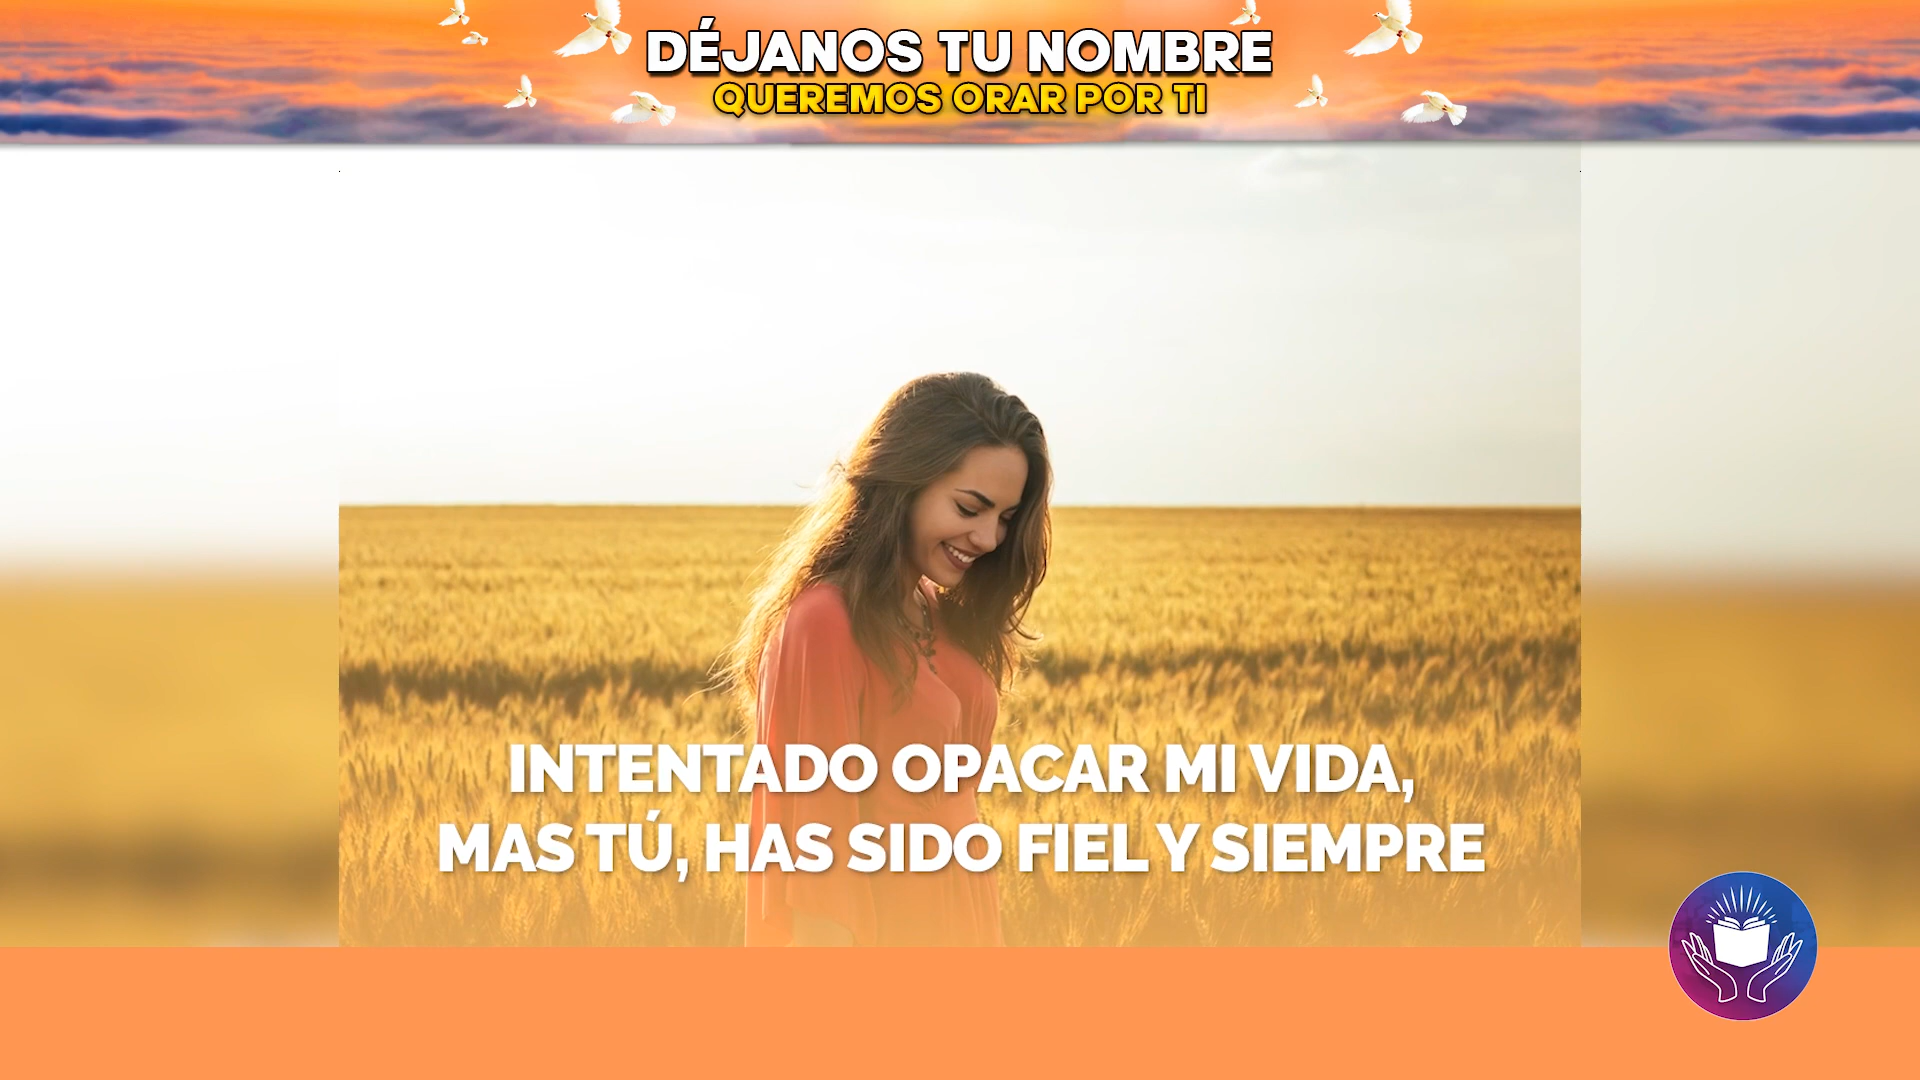 DÉJANOS TU NOMBRE
QUEREMOS ORAR POR TI
INTENTADO OPACAR MI VIDA,
MAS TÚ, HAS SIDO FIEL Y SIEMPRE